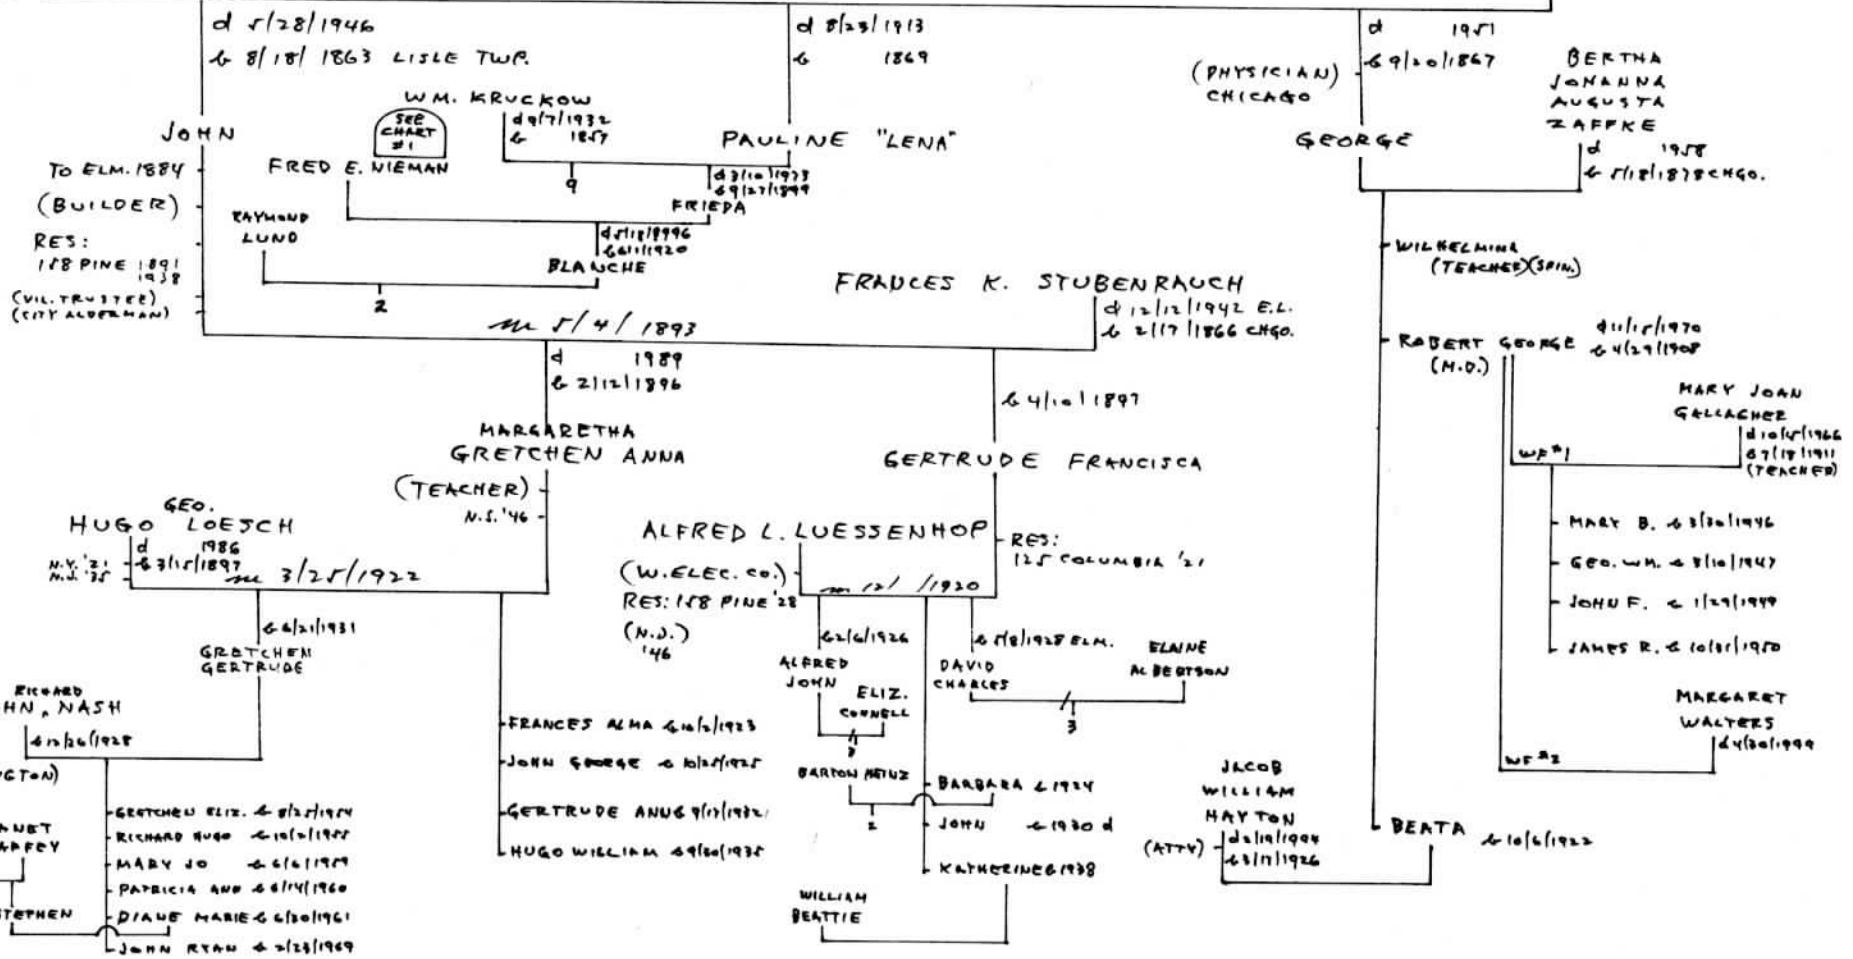 d 5/28/1946
b 8/18/1863 LISLE TWP.
JOHN
TO ELM. 1884
(BUILDER)
RES:
158 PINE 1891
1938
(VIL. TRUSTEE)
(CITY ALDERMAN)
d 8/23/1913
b 1869
PAULINE "LENA"
WM. KRUCKOW
d 9/7/1932
b 1857
SEE
CHART
#1
FRED E. NIEMAN
9
d 3/10/1973
b 9/27/1899
FRIEDA
RAYMOND
LUND
b 6/1/1920
BLANCHE
2
d 1951
b 9/20/1867
(PHYSICIAN)
CHICAGO
GEORGE
BERTHA
JOHANNA
AUGUSTA
ZAFFKE
d 1958
b 5/18/1878 CHGO.
FRANCES K. STUBENRAUCH
d 12/12/1942 E.L.
b 2/17/1866 CHGO.
m 5/4/1893
d 1989
b 2/12/1896
MARGARETHA
GRETCHEN ANNA
(TEACHER)
N.J. '46
b 4/10/1897
GERTRUDE FRANCISCA
RES:
125 COLUMBIA '21
GEO.
HUGO LOESCH
d 1986
b 3/15/1897
N.Y. '21
N.J. '35
m 3/25/1922
ALFRED L. LUESSENHOP
(W. ELEC. CO.)
RES: 158 PINE '28
(N.J.)
'46
m 12/ /1920
b 6/21/1931
GRETCHEN
GERTRUDE
RICHARD
HN. NASH
b 12/26/1928
GTON)
GRETCHEN ELIZ. b 8/25/1954
RICHARD HUGO b 10/2/1955
MARY JO b 6/6/1959
PATRICIA ANN b 6/14/1960
DIANE MARIE b 6/30/1961
JOHN RYAN b 2/23/1969
ANET
AFFEY
STEPHEN
FRANCES ALMA b 10/2/1923
JOHN GEORGE b 10/25/1925
GERTRUDE ANN b 9/17/1932
HUGO WILLIAM b 9/30/1935
b 2/6/1926
ALFRED
JOHN
ELIZ.
CONNELL
3
b 5/8/1928 ELM.
DAVID
CHARLES
ELAINE
ALBERTSON
3
BARTON HEINZ
BARBARA b 1924
2
JOHN b 1930 d
KATHERINE b 1938
WILLIAM
BEATTIE
WILHELMINA
(TEACHER) (SPIN.)
ROBERT GEORGE
(M.D.)
d 11/15/1970
b 4/29/1908
MARY JOAN
GALLAGHER
d 10/5/1966
b 7/18/1911
(TEACHER)
WF #1
MARY B. b 3/30/1946
GEO. WM. b 3/10/1947
JOHN F. b 1/29/1949
JAMES R. b 10/31/1950
MARGARET
WALTERS
d 4/30/1999
WF #2
JACOB
WILLIAM
HAYTON
d 2/19/1994
b 3/17/1926
(ATTY)
BEATA b 10/6/1922